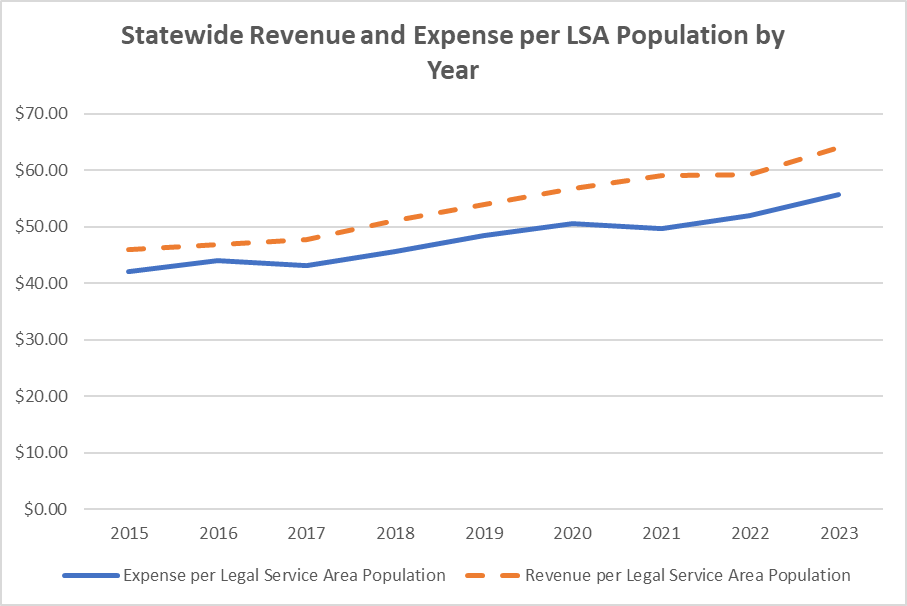 Statewide Revenue and Expense per LSA Population by
Year
$70.00
$60.00
$50.00
$40.00
$30.00
$20.00
$10.00
$0.00
2015 2016 2017 2018 2019 2020 2021 2022 2023
Expense per Legal Service Area Population Revenue per Legal Service Area Population